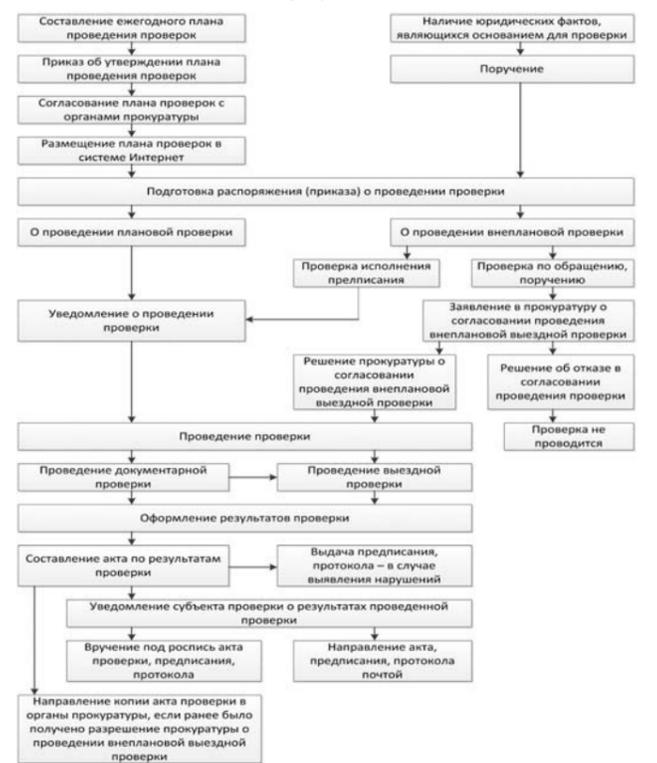 Составление ежегодного плана
проведения проверок
Наличие юридических фактов,
являющихся основанием для проверки
Приказ об утверждении плана
проведения проверок
Поручение
Согласование плана проверок с
органами прокуратуры
Размещение плана проверок в
системе Интернет
Подготовка распоряжения (приказа) о проведении проверки
О проведении плановой проверки
О проведении внеплановой проверки
Проверка исполнения
прелписания
Проверка по обращению,
поручению
Уведомление о проведении
проверки
Заявление в прокуратуру о
согласовании проведения
внеплановой выездной проверки
Решение прокуратуры о
согласовании
проведения внеплановой
выездной проверки
Решение об отказе в
согласовании
проведения проверки
Проверка не
проводится
Проведение проверки
Проведение документарной
проверки
Проведение выездной
проверки
Оформление результатов проверки
Составление акта по результатам
проверки
Выдача предписания,
протокола – в случае
выявления нарушений
Уведомление субъекта проверки о результатах проведенной
проверки
Вручение под роспись акта
проверки, предписания,
протокола
Направление акта,
предписания, протокола
почтой
Направление копии акта проверки в
органы прокуратуры, если ранее было
получено разрешение прокуратуры о
проведении внеплановой выездной
проверки